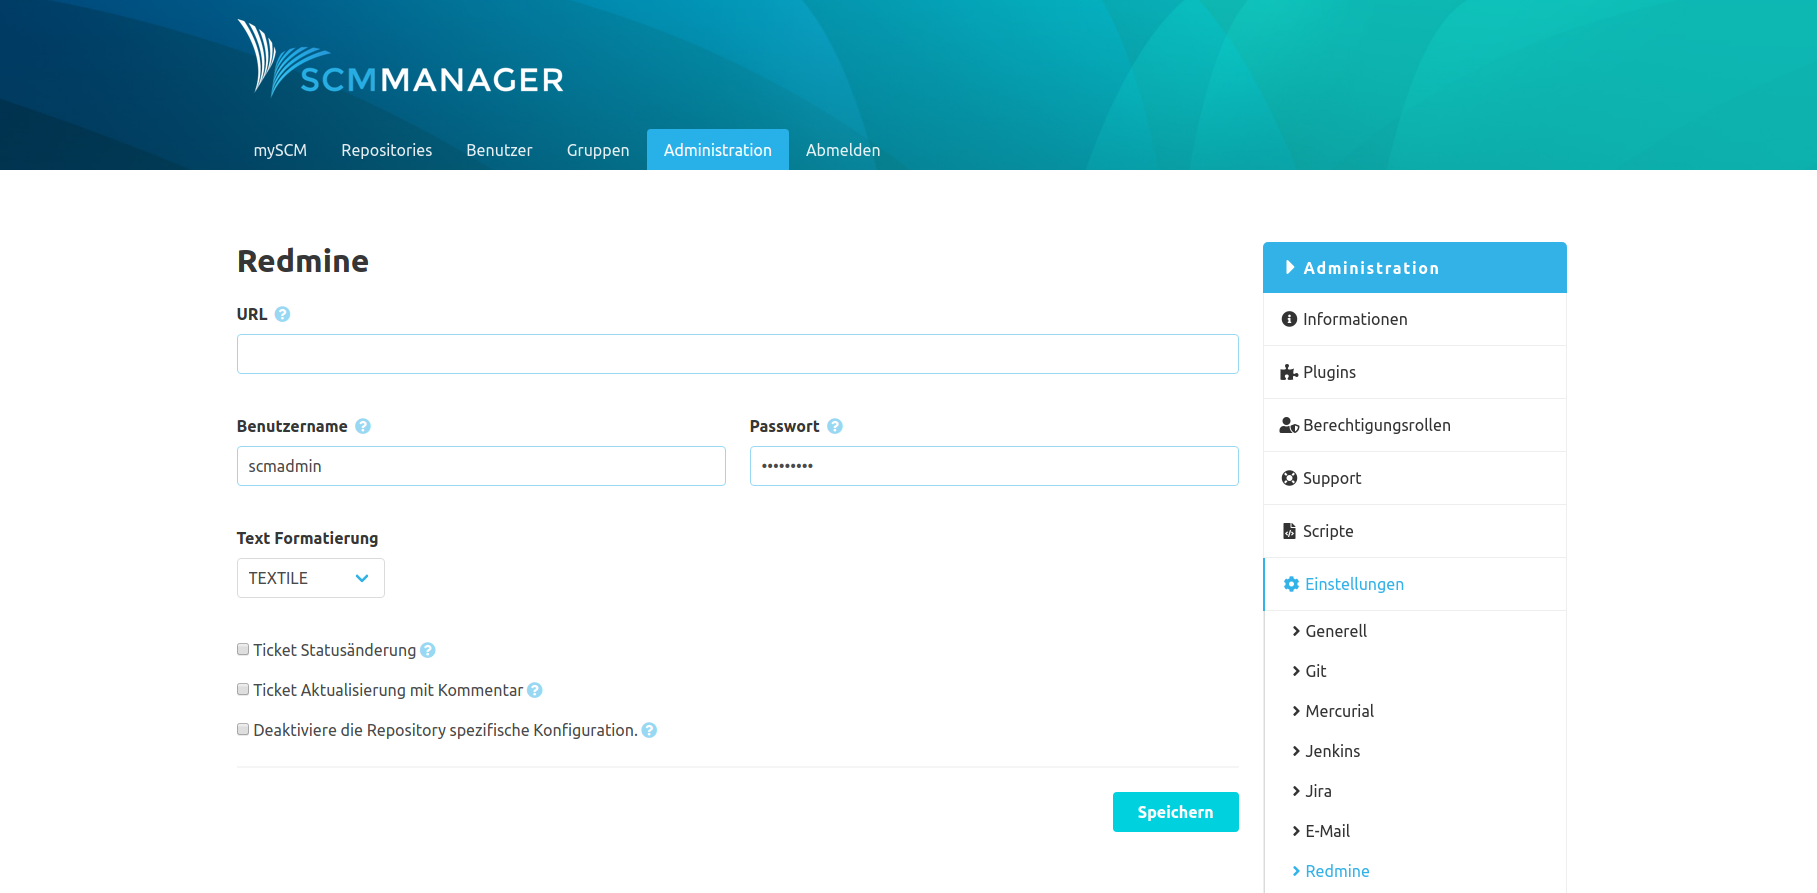 SCMMANAGER
mySCM Repositories Benutzer Gruppen Administration Abmelden
Redmine
URL
Benutzername Passwort
scmadmin •••••••••
Text Formatierung
TEXTILE
Ticket Statusänderung
Ticket Aktualisierung mit Kommentar
Deaktiviere die Repository spezifische Konfiguration.
Speichern
Administration
Informationen
Plugins
Berechtigungsrollen
Support
Scripte
Einstellungen
Generell
Git
Mercurial
Jenkins
Jira
E-Mail
Redmine